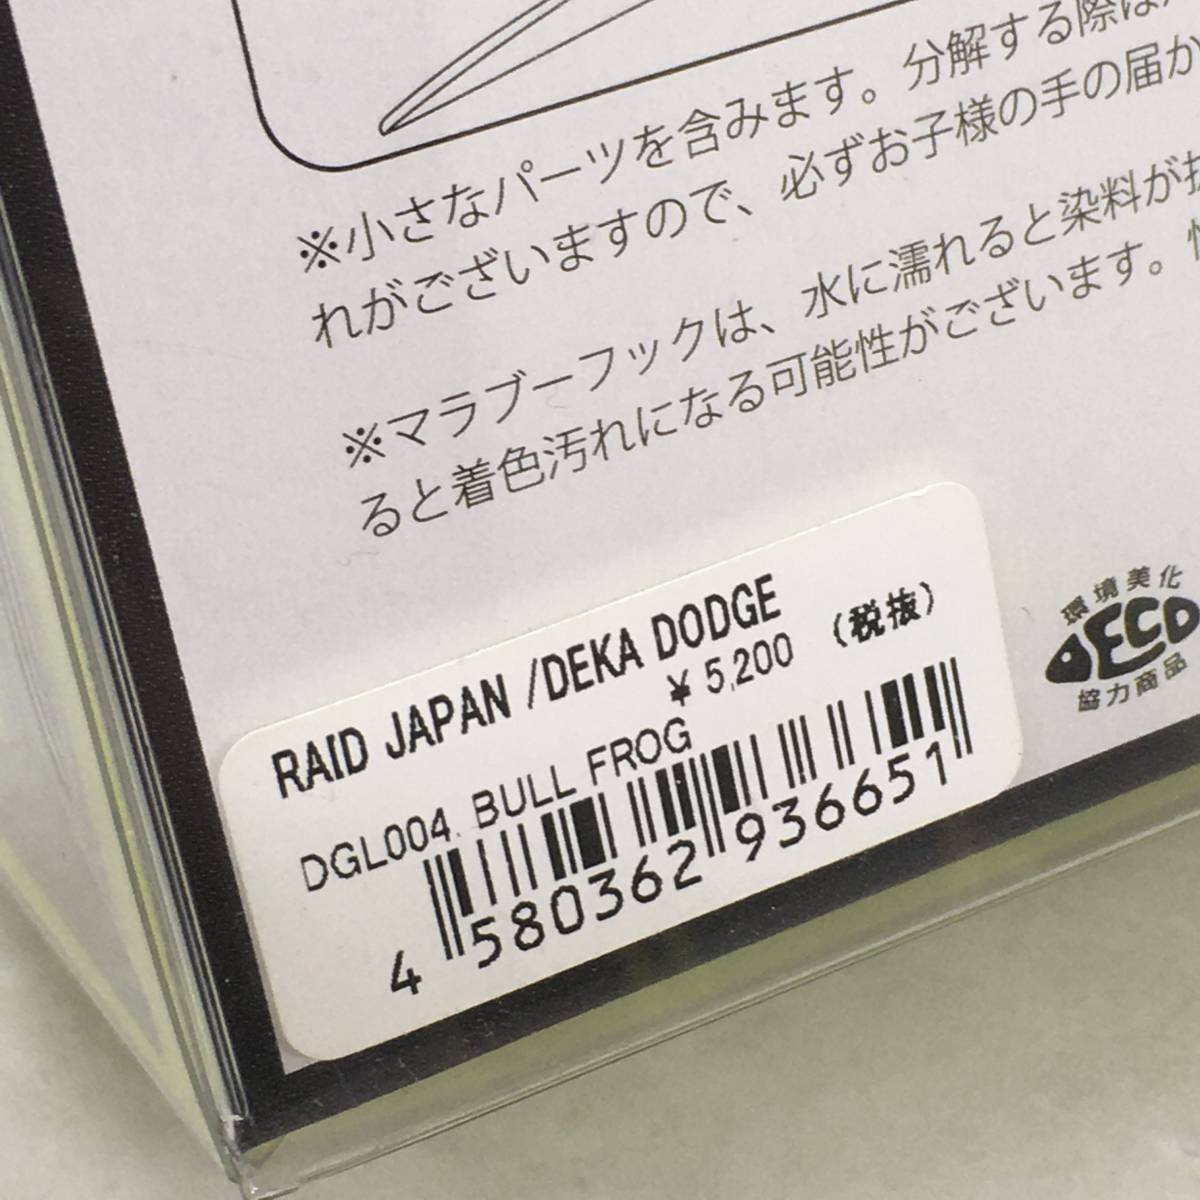 ※小さなパーツを含みます。分解する際は
れがございますので、必ずお子様の手の届か
※マラブーフックは、水に濡れると染料が
ると着色汚れになる可能性がございます。
RAID JAPAN /DEKA DODGE
¥ 5,200 (税抜)
DGL004. BULL FROG
4 580362 936651
環境美化
ECO
協力商品